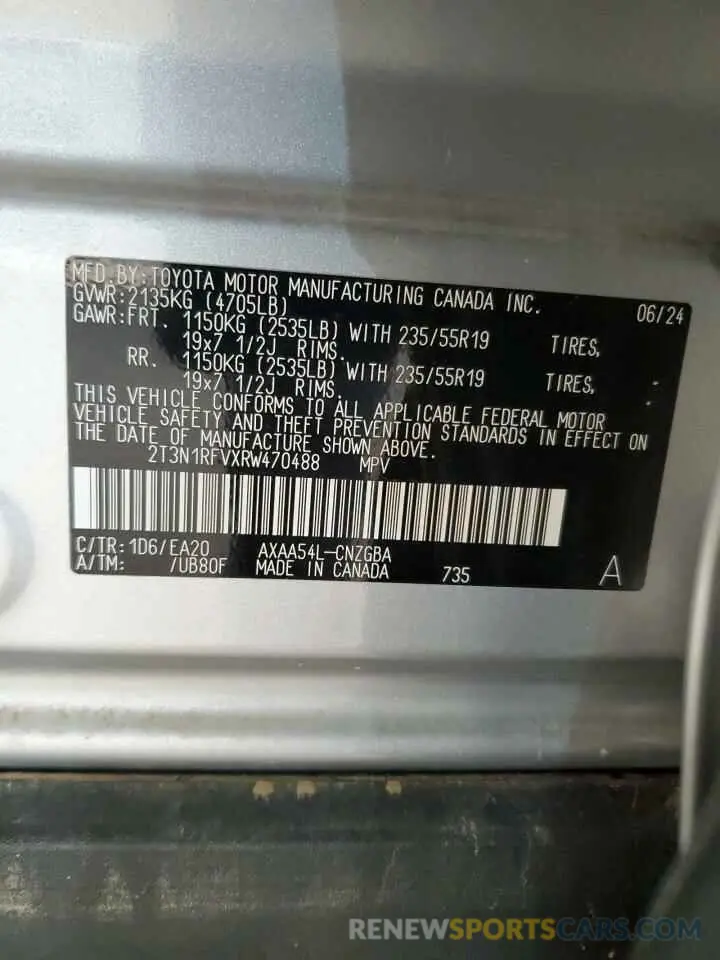 MFD.BY:TOYOTA MOTOR MANUFACTURING CANADA INC. 06/24
GVWR:2135KG (4705LB)
GAWR:FRT. 1150KG (2535LB) WITH 235/55R19 TIRES,
19x7 1/2J RIMS.
RR. 1150KG (2535LB) WITH 235/55R19 TIRES,
19x7 1/2J RIMS.
THIS VEHICLE CONFORMS TO ALL APPLICABLE FEDERAL MOTOR
VEHICLE SAFETY AND THEFT PREVENTION STANDARDS IN EFFECT ON
THE DATE OF MANUFACTURE SHOWN ABOVE.
2T3N1RFVXRW470488 MPV
C/TR:1D6/EA20 AXAA54L-CNZGBA
A/TM: /UB80F MADE IN CANADA 735 A
RENEWSPORTSCARS.COM